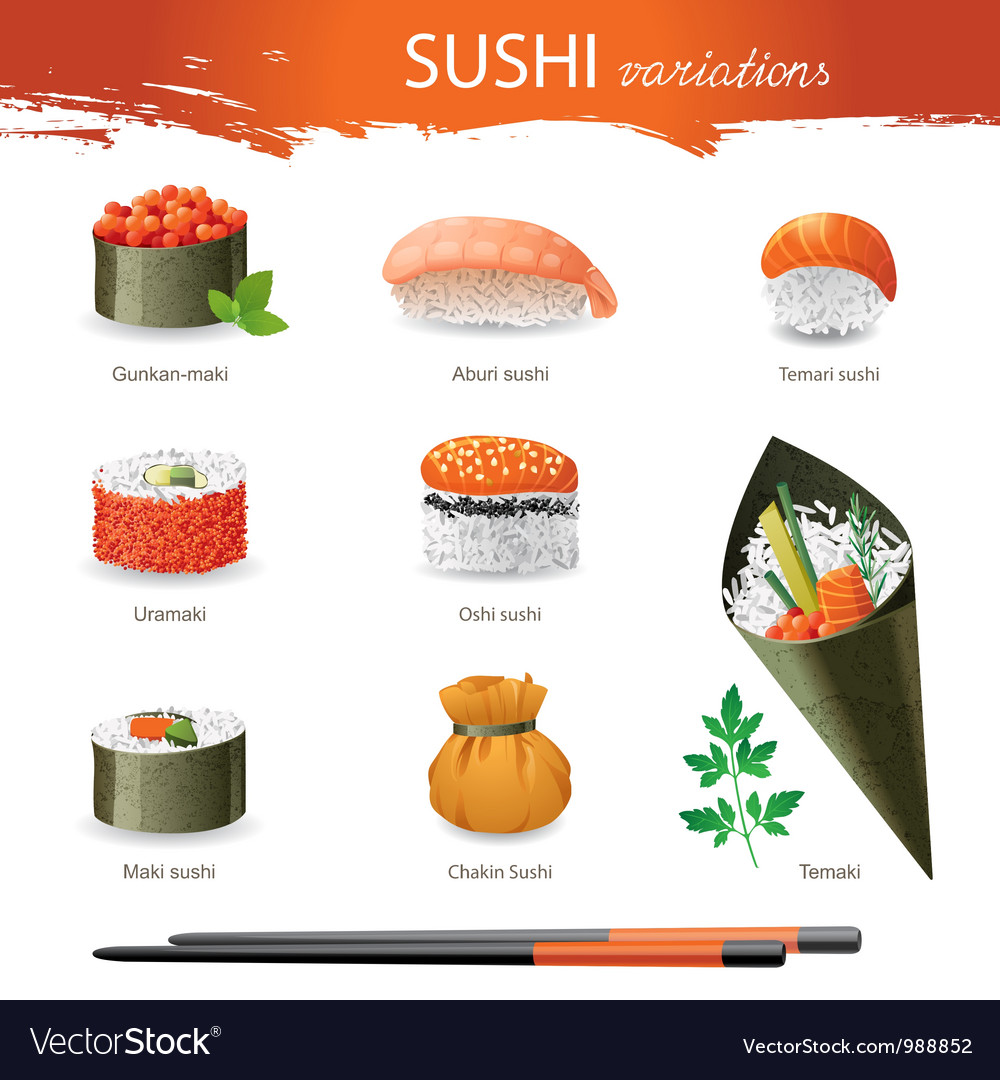 SUSHI variations
Gunkan-maki
Aburi sushi
Temari sushi
Uramaki
Oshi sushi
Maki sushi
Chakin Sushi
Temaki
VectorStock®
VectorStock.com/988852